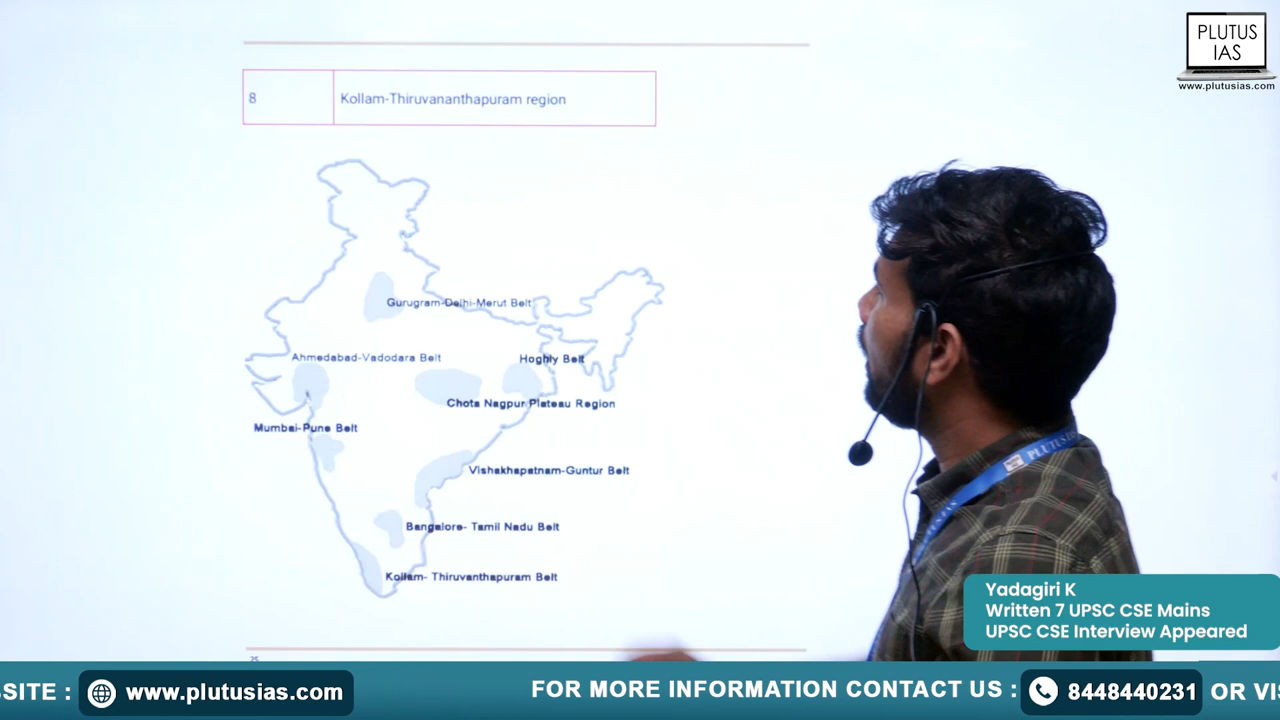 PLUTUS
IAS
www.plutusias.com
8
Kollam-Thiruvananthapuram region
Gurugram-Delhi-Merut Belt
Ahmedabad-Vadodara Belt
Hoghly Belt
Chota Nagpur Plateau Region
Mumbai-Pune Belt
Vishakhapatnam-Guntur Belt
Bangalore- Tamil Nadu Belt
Kollam- Thiruvanthapuram Belt
PLUTUS IAS
Yadagiri K
Written 7 UPSC CSE Mains
UPSC CSE Interview Appeared
SITE : www.plutusias.com FOR MORE INFORMATION CONTACT US : 8448440231 OR VIS